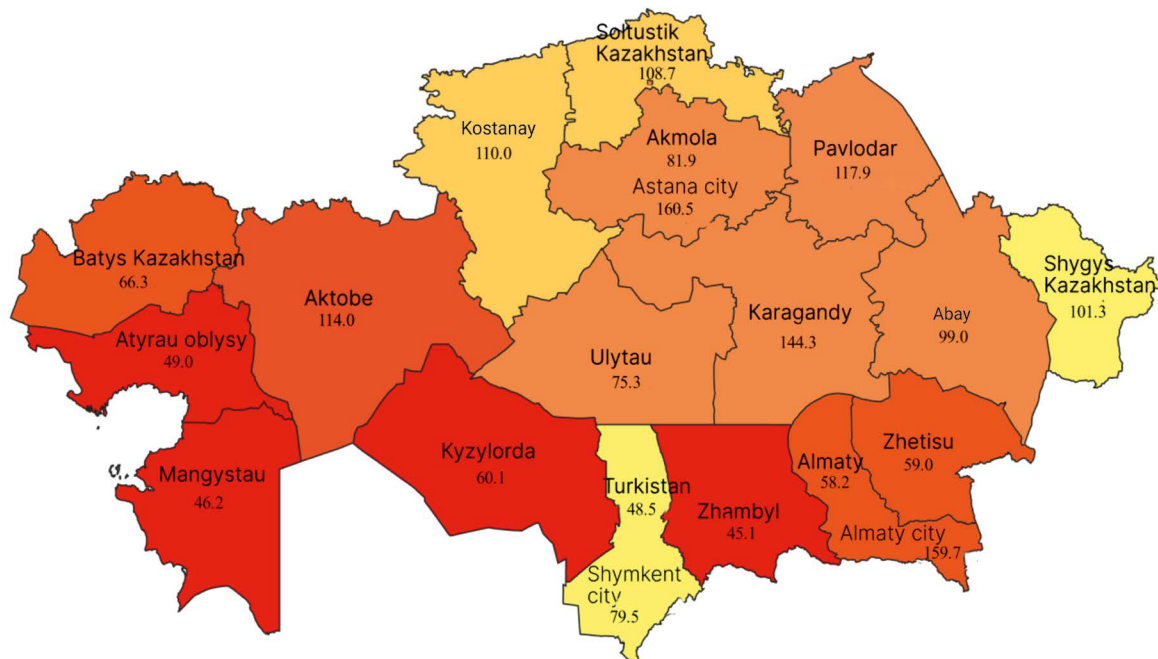 Soltustik
Kazakhstan
108.7
Kostanay
110.0
Akmola
81.9
Astana city
160.5
Pavlodar
117.9
Batys Kazakhstan
66.3
Aktobe
114.0
Atyrau oblysy
49.0
Ulytau
75.3
Karagandy
144.3
Abay
99.0
Shygys
Kazakhstan
101.3
Mangystau
46.2
Kyzylorda
60.1
Turkistan
48.5
Zhambyl
45.1
Almaty
58.2
Zhetisu
59.0
Almaty city
159.7
Shymkent
city
79.5